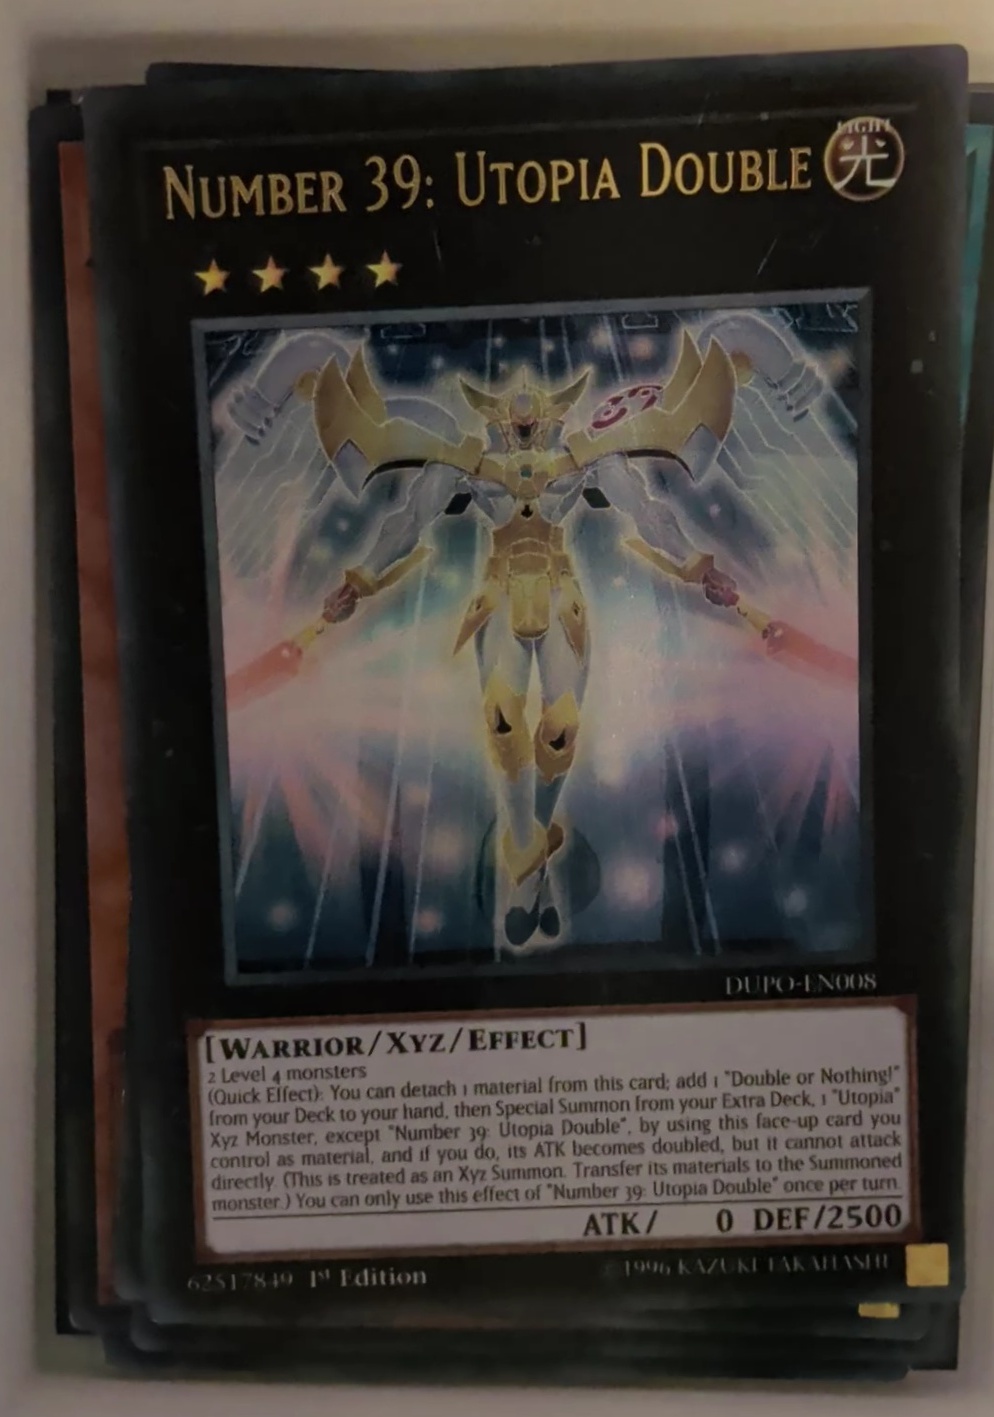 NUMBER 39: UTOPIA DOUBLE
LIGHT
光
39
DUPO-EN008
[WARRIOR/XYZ/EFFECT]
2 Level 4 monsters
(Quick Effect): You can detach 1 material from this card; add 1 "Double or Nothing!"
from your Deck to your hand, then Special Summon from your Extra Deck, 1 "Utopia"
Xyz Monster, except "Number 39: Utopia Double", by using this face-up card you
control as material, and if you do, its ATK becomes doubled, but it cannot attack
directly. (This is treated as an Xyz Summon. Transfer its materials to the Summoned
monster.) You can only use this effect of "Number 39: Utopia Double" once per turn.
ATK/ 0 DEF/2500
62517849 1st Edition ©1996 KAZUKI TAKAHASHI